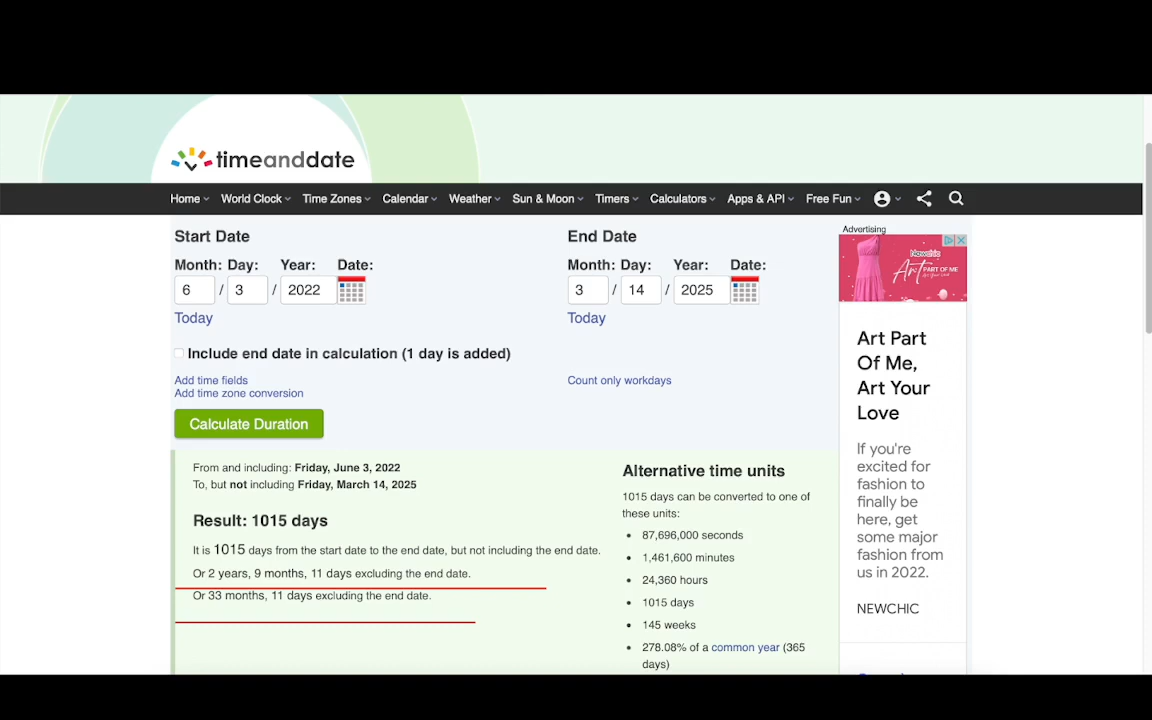 timeanddate
Home World Clock Time Zones Calendar Weather Sun & Moon Timers Calculators Apps & API Free Fun
Start Date
Month: Day: Year: Date:
6 / 3 / 2022
Today
End Date
Month: Day: Year: Date:
3 / 14 / 2025
Today
Include end date in calculation (1 day is added)
Add time fields
Add time zone conversion
Count only workdays
Calculate Duration
From and including: Friday, June 3, 2022
To, but not including Friday, March 14, 2025
Result: 1015 days
It is 1015 days from the start date to the end date, but not including the end date.
Or 2 years, 9 months, 11 days excluding the end date.
Or 33 months, 11 days excluding the end date.
Alternative time units
1015 days can be converted to one of
these units:
• 87,696,000 seconds
• 1,461,600 minutes
• 24,360 hours
• 1015 days
• 145 weeks
• 278.08% of a common year (365
days)
Advertising
Newchic
Art PART OF ME
Art Part
Of Me,
Art Your
Love
If you're
excited for
fashion to
finally be
here, get
some major
fashion from
us in 2022.
NEWCHIC